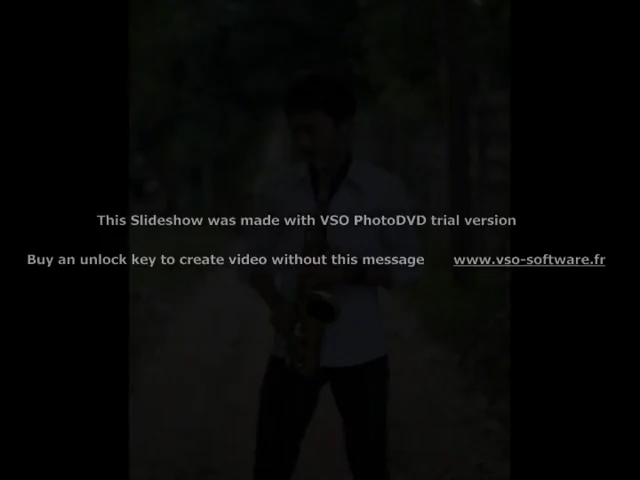 This Slideshow was made with VSO PhotoDVD trial version
Buy an unlock key to create video without this message www.vso-software.fr